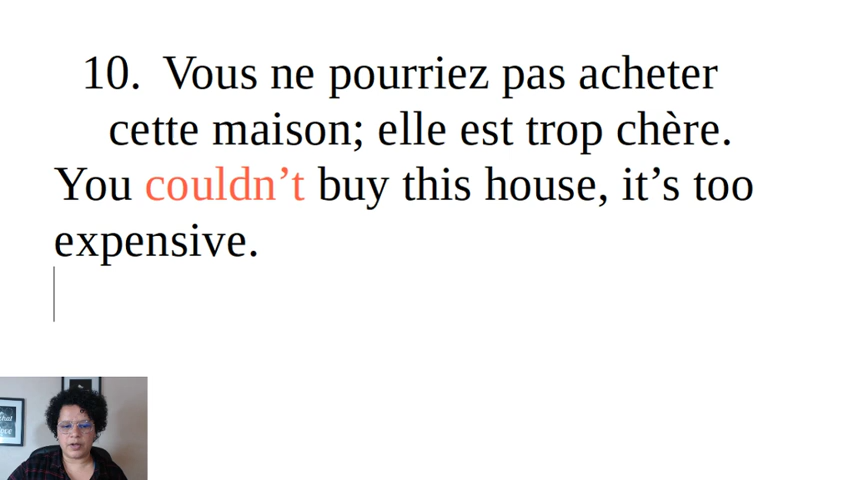 10. Vous ne pourriez pas acheter
cette maison; elle est trop chère.
You couldn’t buy this house, it’s too
expensive.